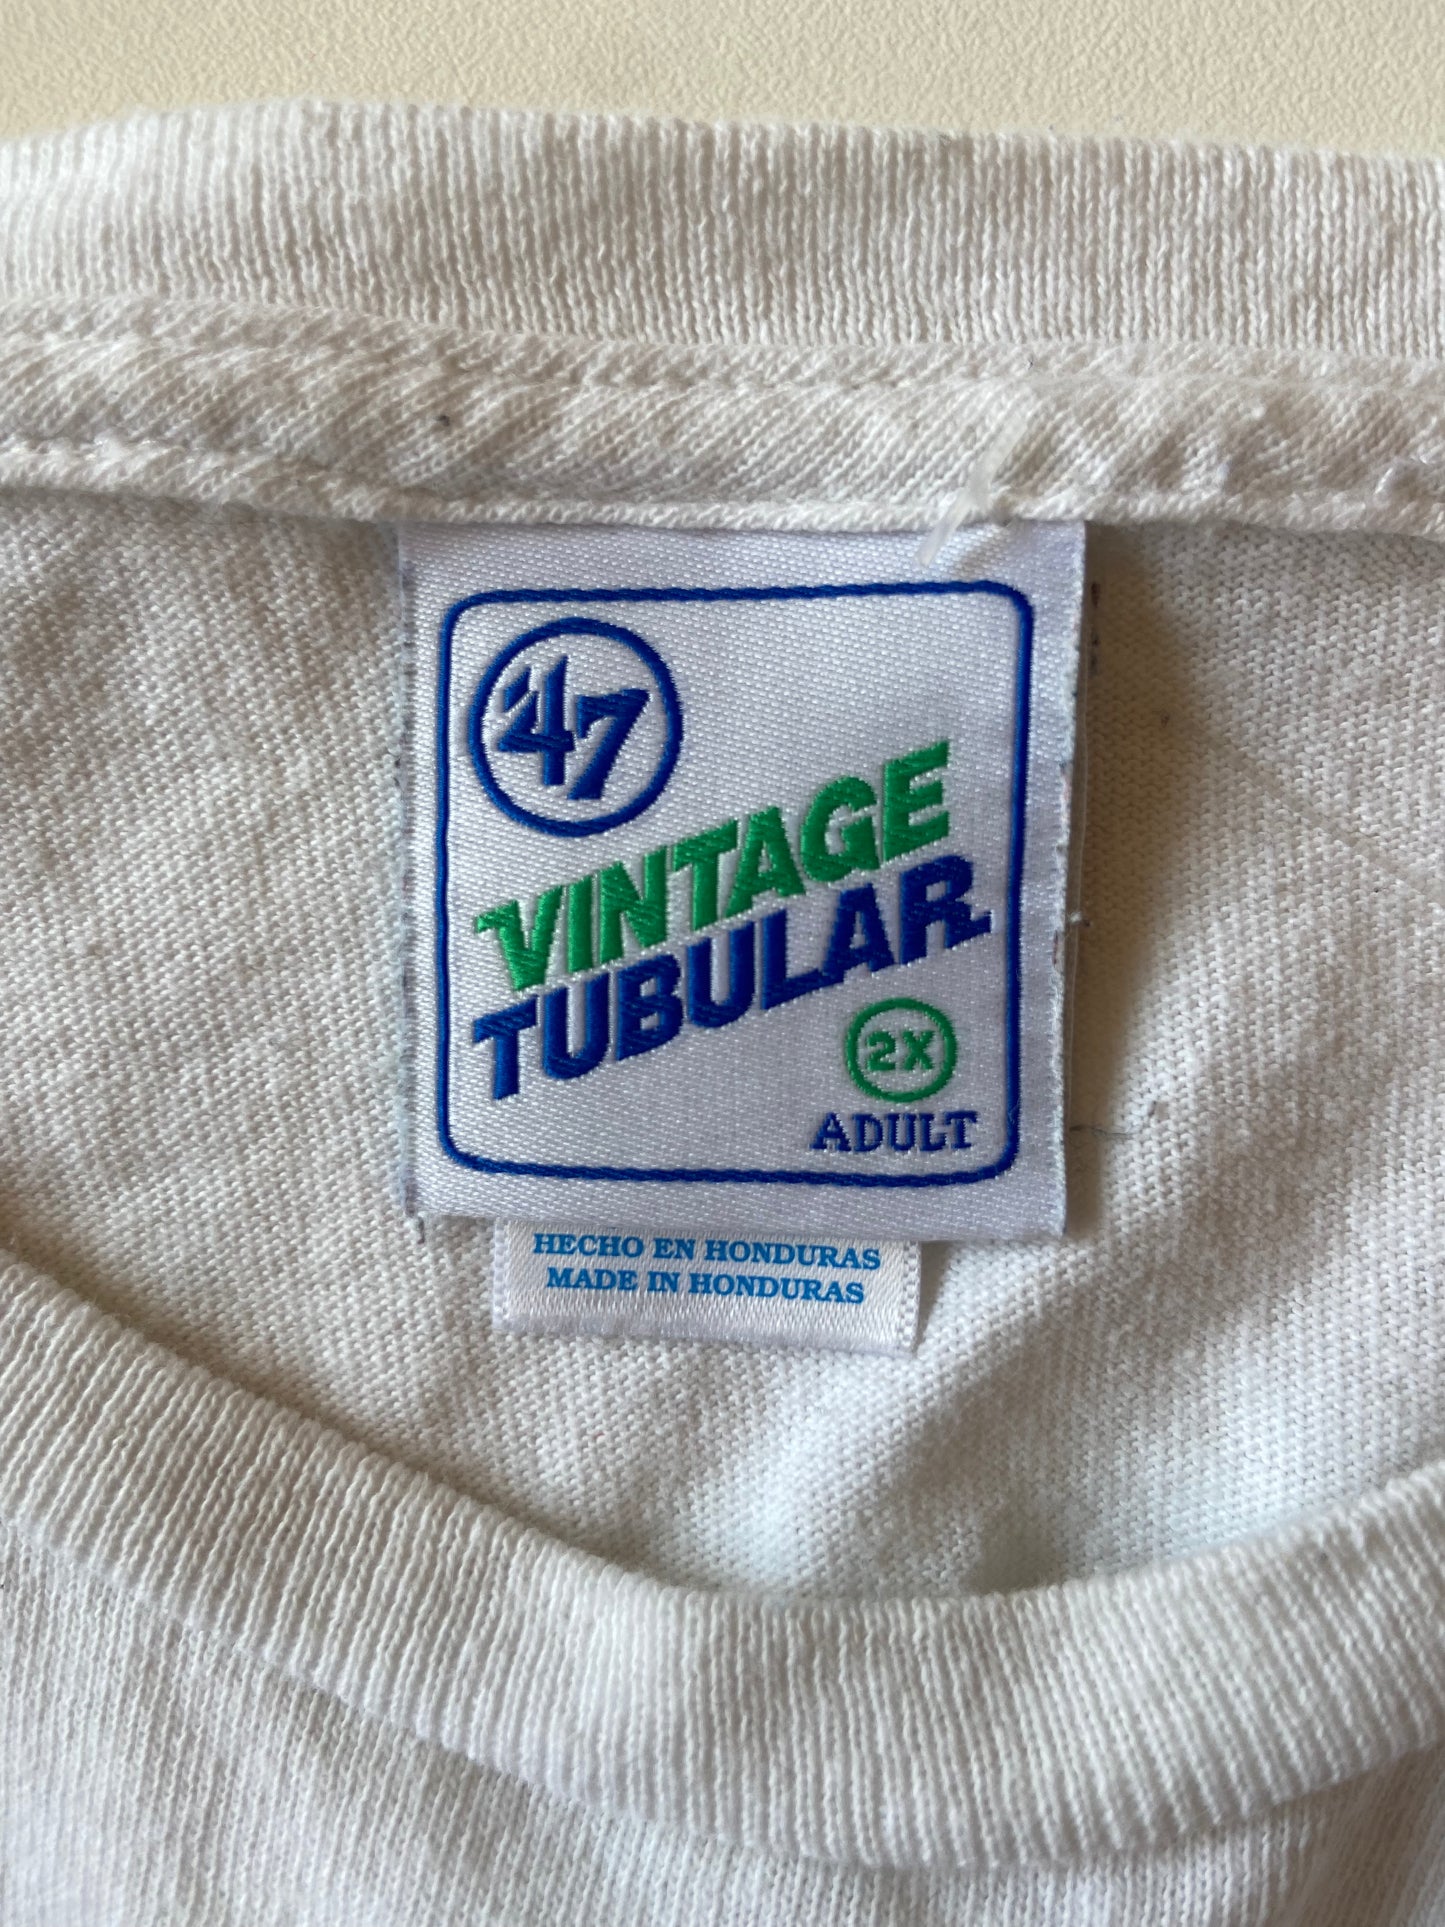 '47
VINTAGE
TUBULAR
2X
ADULT
HECHO EN HONDURAS
MADE IN HONDURAS